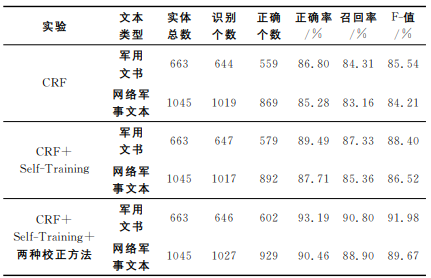 实验 文本类型 实体总数 识别个数 正确个数 正确率/% 召回率/% F-值/%
CRF 军用文书 663 644 559 86.80 84.31 85.54
网络军事文本 1045 1019 869 85.28 83.16 84.21
CRF+Self-Training 军用文书 663 647 579 89.49 87.33 88.40
网络军事文本 1045 1017 892 87.71 85.36 86.52
CRF+Self-Training+两种校正方法 军用文书 663 646 602 93.19 90.80 91.98
网络军事文本 1045 1027 929 90.46 88.90 89.67